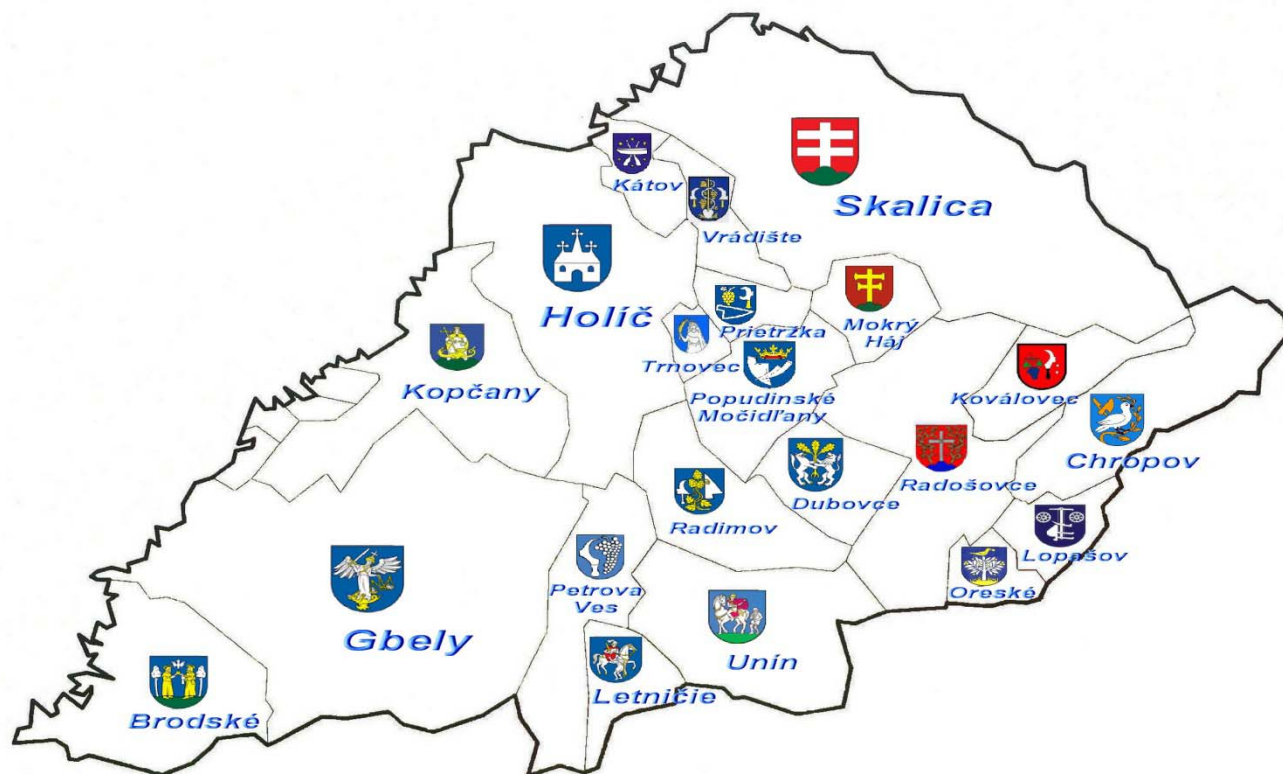 Kátov
Skalica
Vrádište
Holíč
Prietržka
Mokrý
Háj
Trnovec
Kopčany
Popudinské
Močidľany
Koválovec
Chropov
Radošovce
Dubovce
Radimov
Lopašov
Oreské
Petrova
Ves
Gbely
Unín
Letničie
Brodské